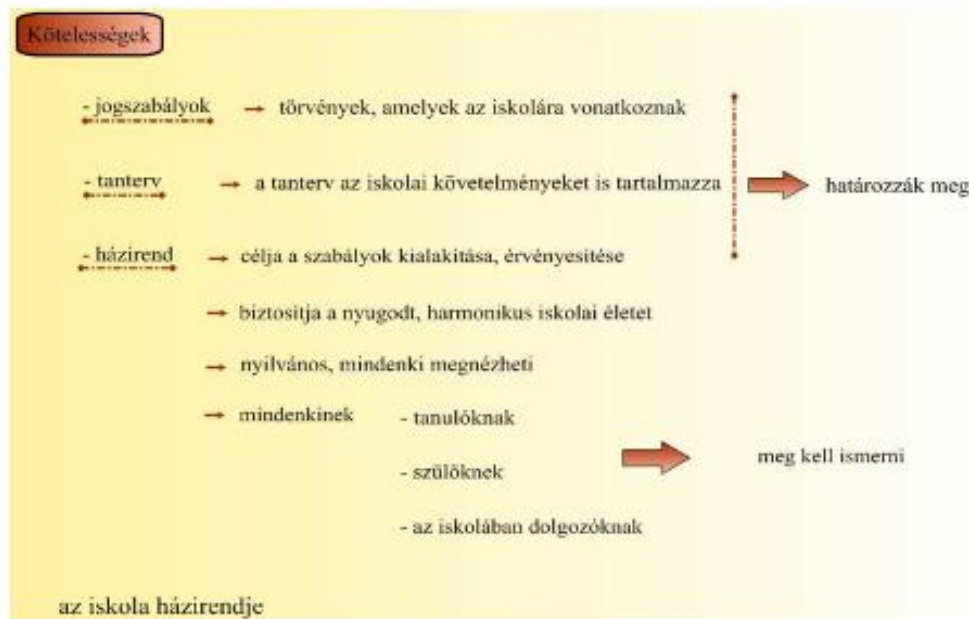 Kötelességek
- jogszabályok → törvények, amelyek az iskolára vonatkoznak
- tanterv → a tanterv az iskolai követelményeket is tartalmazza
határozzák meg
- házirend → célja a szabályok kialakítása, érvényesítése
→ biztosítja a nyugodt, harmonikus iskolai életet
→ nyilvános, mindenki megnézheti
→ mindenkinek - tanulóknak
- szülőknek
meg kell ismerni
- az iskolában dolgozóknak
az iskola házirendje